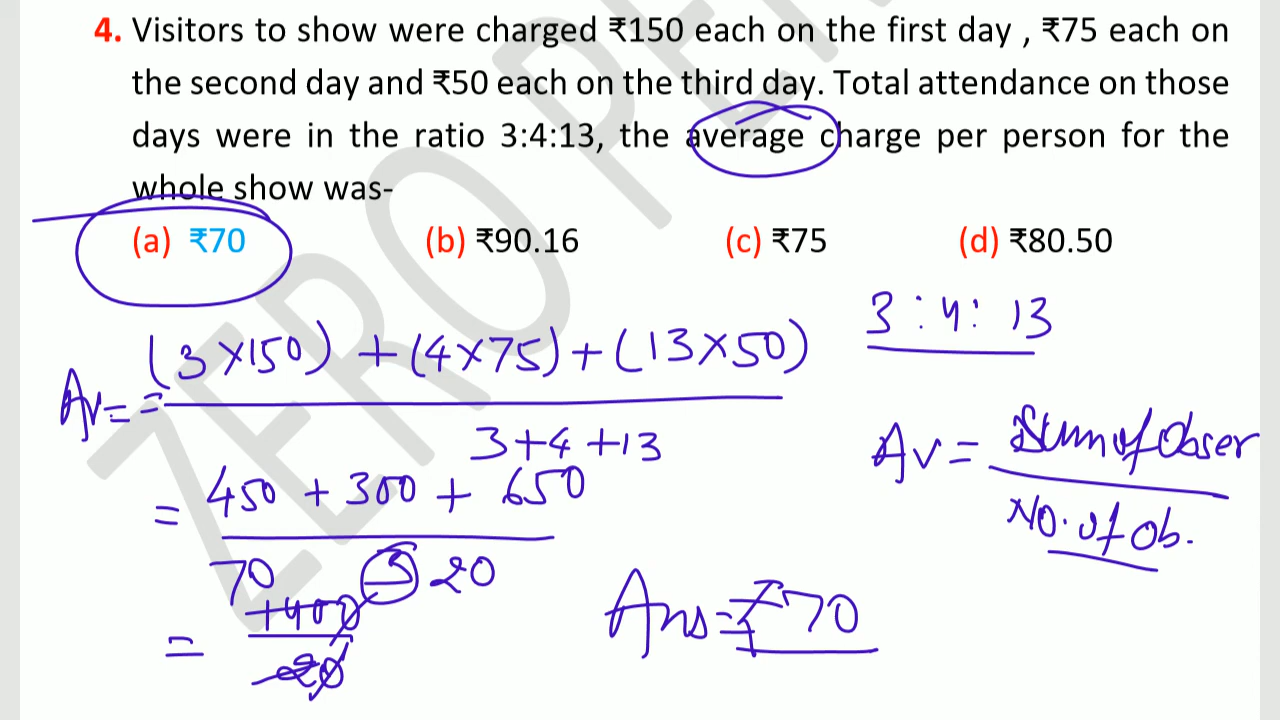 4. Visitors to show were charged ₹150 each on the first day , ₹75 each on
the second day and ₹50 each on the third day. Total attendance on those
days were in the ratio 3:4:13, the average charge per person for the
whole show was-
(a) ₹70 (b) ₹90.16 (c) ₹75 (d) ₹80.50
3 : 4 : 13
Av = = (3 × 150) + (4 × 75) + (13 × 50)
3 + 4 + 13
Av = Sum of Obser
No. of ob.
= 450 + 300 + 650
20
70
= 1400
20
Ans = ₹70
ZERO PE